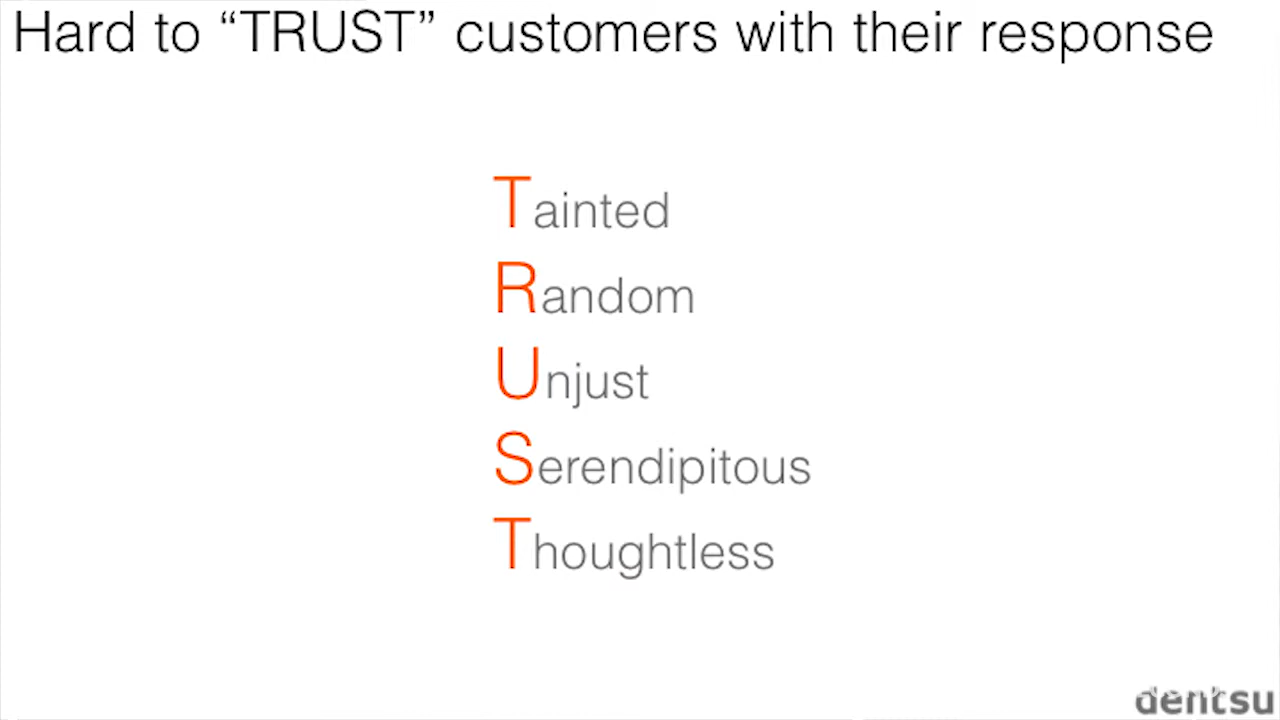 Hard to “TRUST” customers with their response
Tainted
Random
Unjust
Serendipitous
Thoughtless
dentsu